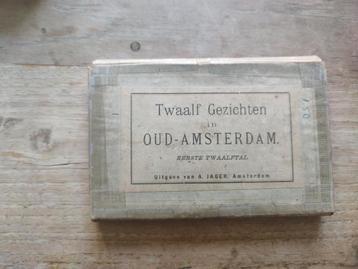 Twaalf Gezichten
in
OUD-AMSTERDAM.
EERSTE TWAALFTAL
Uitgave van A. JAGER, Amsterdam